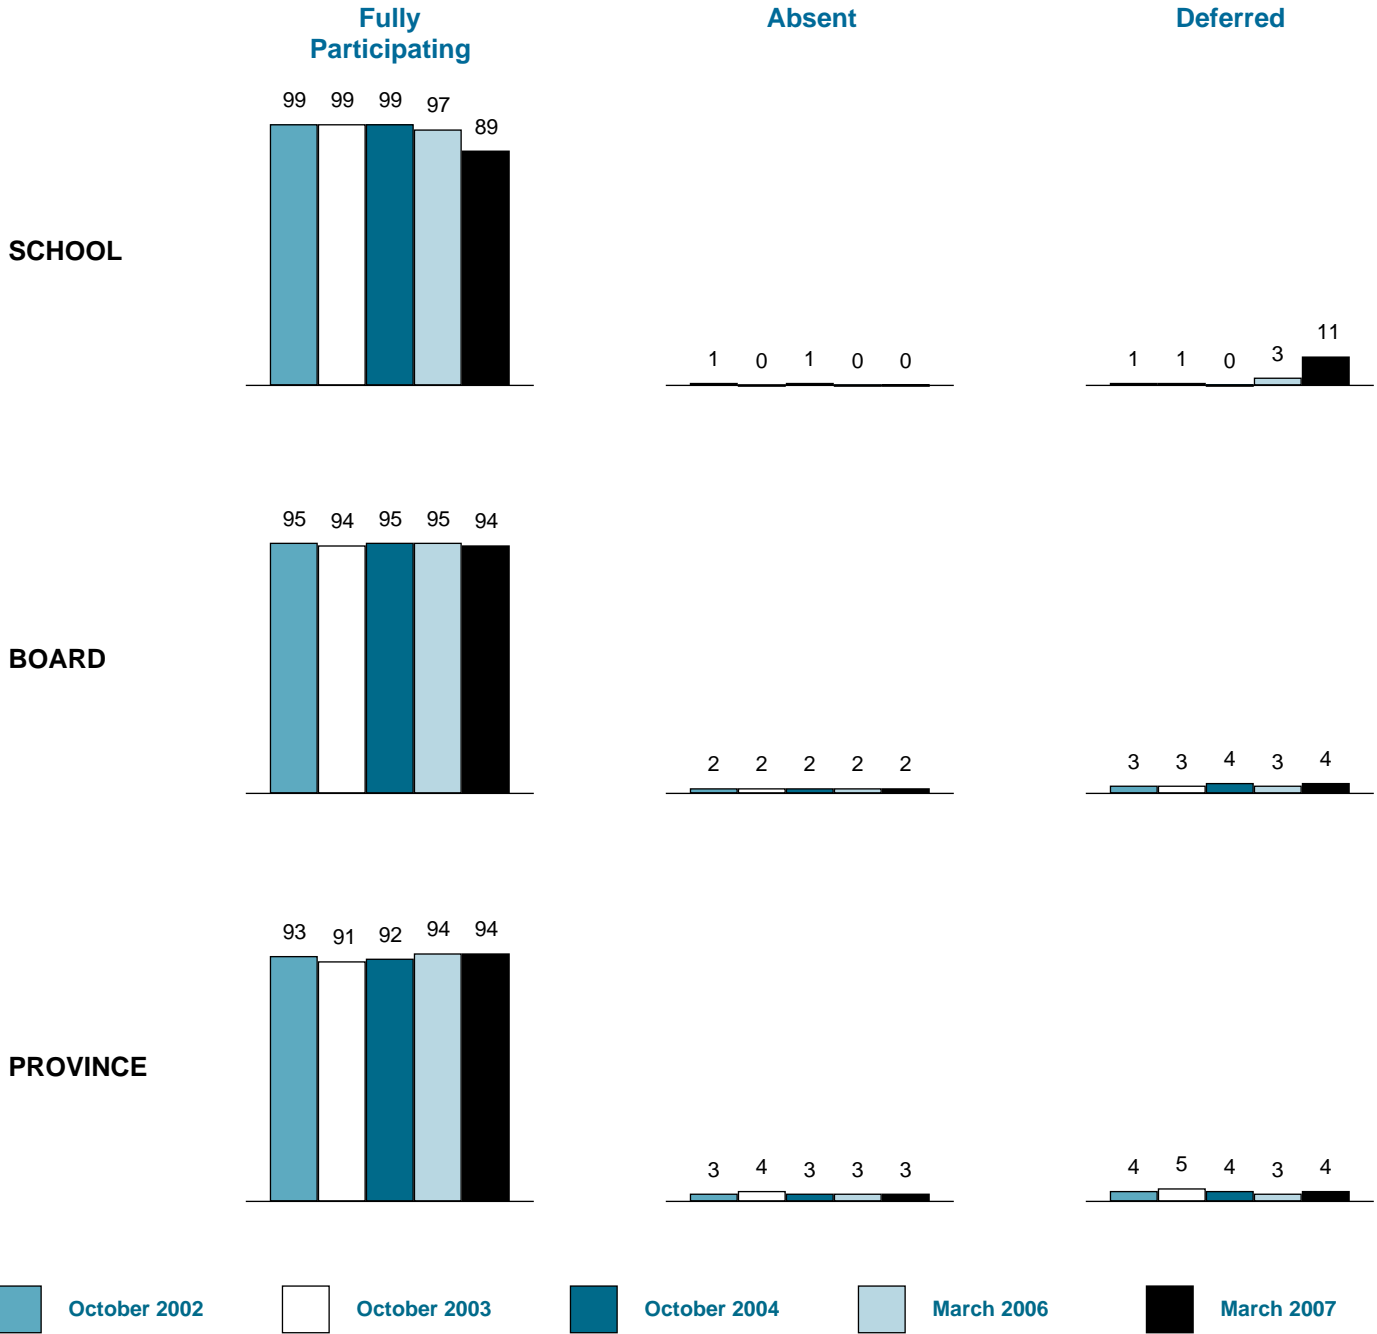 Fully
Participating
Absent
Deferred
SCHOOL
99 99 99 97 89
1 0 1 0 0
1 1 0 3 11
BOARD
95 94 95 95 94
2 2 2 2 2
3 3 4 3 4
PROVINCE
93 91 92 94 94
3 4 3 3 3
4 5 4 3 4
October 2002
October 2003
October 2004
March 2006
March 2007